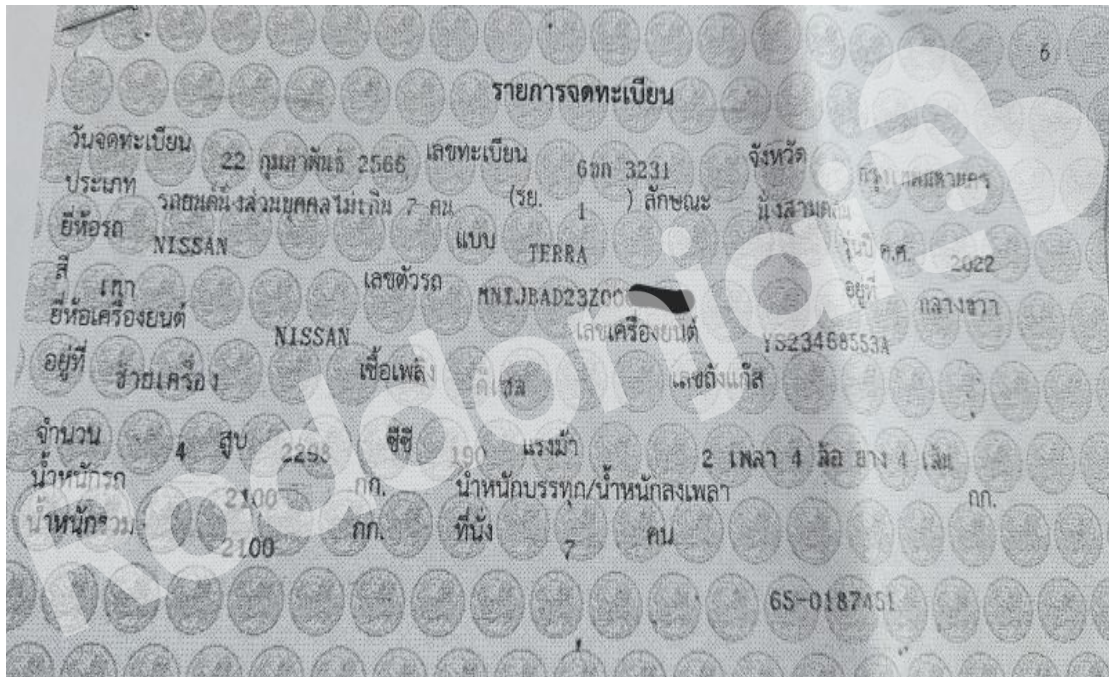 6
รายการจดทะเบียน
วันจดทะเบียน 22 กุมภาพันธ์ 2566 เลขทะเบียน 3231 จังหวัด กรุงเทพมหานคร
ประเภท รถยนต์นั่งส่วนบุคคลไม่เกิน 7 คน (รย. 1 ) ลักษณะ นั่งสามตอน
ยี่ห้อรถ NISSAN แบบ TERRA รุ่นปี ค.ศ. 2022
สี เทา เลขตัวรถ อยู่ที่ กลางขวา
ยี่ห้อเครื่องยนต์ NISSAN เลขเครื่องยนต์ YS23468553A
อยู่ที่ ซ้ายเครื่อง เชื้อเพลิง ดีเซล เลขถังแก๊ส
จำนวน 4 สูบ 2298 ซีซี 190 แรงม้า 2 เพลา 4 ล้อ ยาง 4 เส้น
น้ำหนักรถ 2100 กก. น้ำหนักบรรทุก/น้ำหนักลงเพลา กก.
น้ำหนักรวม 2100 กก. ที่นั่ง 7 คน
65-0187451
Roddonjai